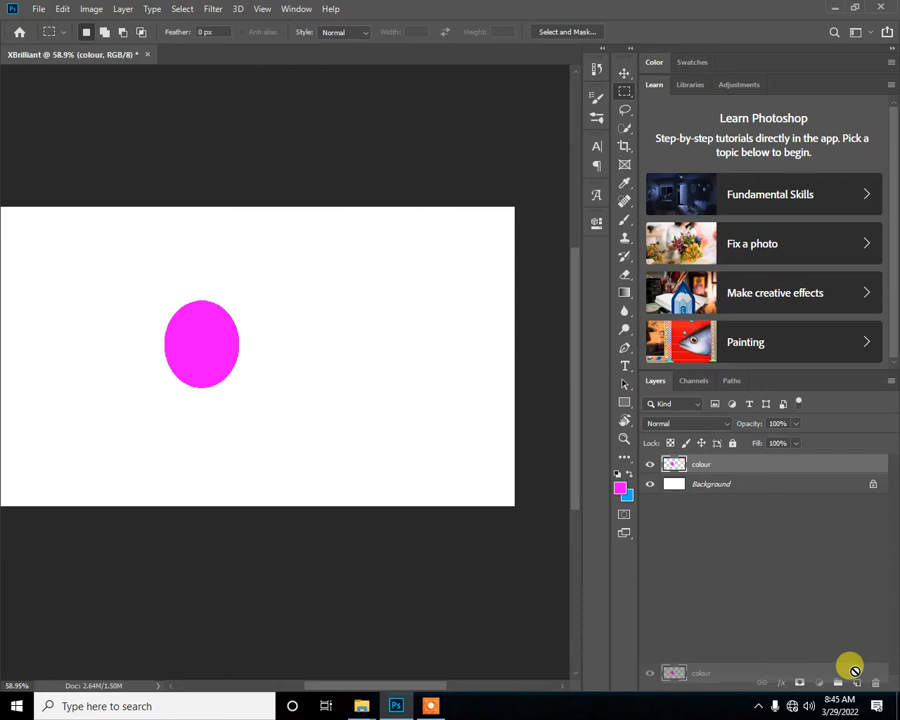 Ps File Edit Image Layer Type Select Filter 3D View Window Help
Feather: 0 px Anti-alias Style: Normal Width: Height: Select and Mask...
XBrilliant @ 58.9% (colour, RGB/8) * ×
Color Swatches
Learn Libraries Adjustments
Learn Photoshop
Step-by-step tutorials directly in the app. Pick a
topic below to begin.
Fundamental Skills
Fix a photo
Make creative effects
Painting
Layers Channels Paths
Kind
Normal Opacity: 100%
Lock: Fill: 100%
colour
Background
colour
58.95% Doc: 2.64M/1.50M
Type here to search
Ps
8:45 AM
3/29/2022